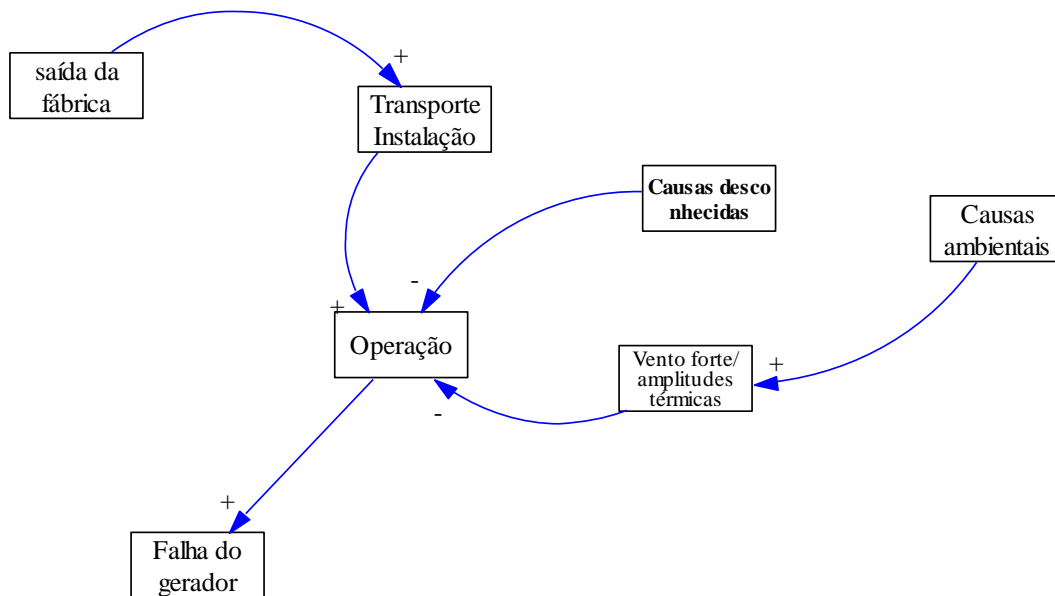 saída da
fábrica
+
Transporte
Instalação
Causas desco
nhecidas
Causas
ambientais
-
+
Operação
Vento forte/
amplitudes
térmicas
+
-
+
Falha do
gerador